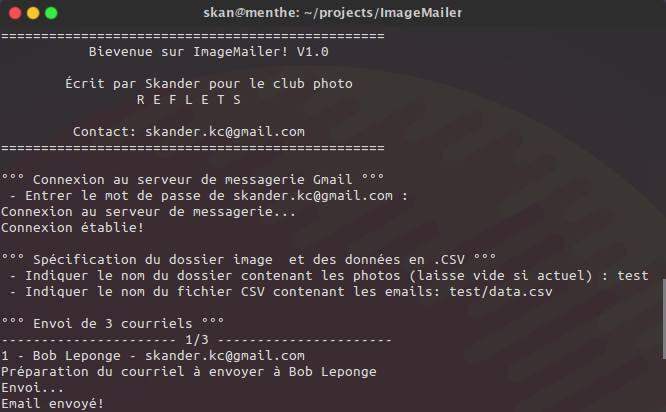 skan@menthe: ~/projects/ImageMailer
================================================
Bievenue sur ImageMailer! V1.0
Écrit par Skander pour le club photo
R E F L E T S
Contact: skander.kc@gmail.com
================================================
°°° Connexion au serveur de messagerie Gmail °°°
- Entrer le mot de passe de skander.kc@gmail.com :
Connexion au serveur de messagerie...
Connexion établie!
°°° Spécification du dossier image  et des données en .CSV °°°
- Indiquer le nom du dossier contenant les photos (laisse vide si actuel) : test
- Indiquer le nom du fichier CSV contenant les emails: test/data.csv
°°° Envoi de 3 courriels °°°
---------------------- 1/3 ----------------------
1 - Bob Leponge - skander.kc@gmail.com
Préparation du courriel à envoyer à Bob Leponge
Envoi...
Email envoyé!